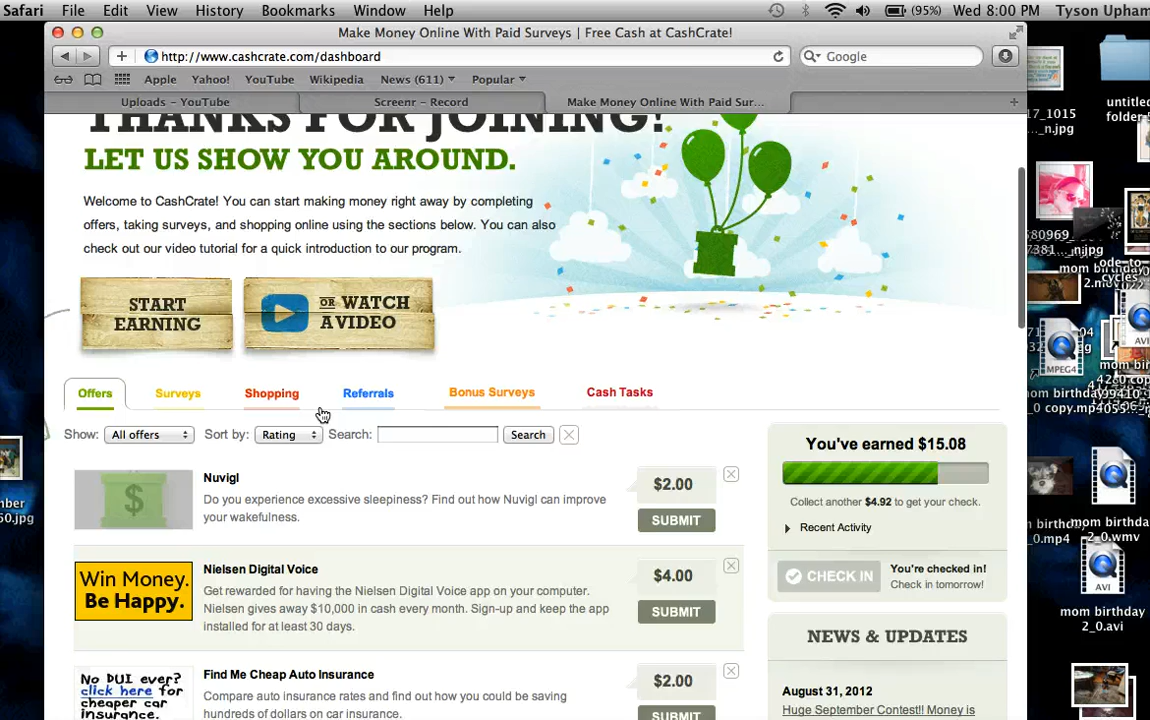 Safari File Edit View History Bookmarks Window Help (95%) Wed 8:00 PM Tyson Upham
Make Money Online With Paid Surveys | Free Cash at CashCrate!
http://www.cashcrate.com/dashboard
Google
Apple Yahoo! YouTube Wikipedia News (611) Popular
Uploads – YouTube Screenr – Record Make Money Online With Paid Sur...
THANKS FOR JOINING!
LET US SHOW YOU AROUND.
Welcome to CashCrate! You can start making money right away by completing
offers, taking surveys, and shopping online using the sections below. You can also
check out our video tutorial for a quick introduction to our program.
START
EARNING
OR WATCH
A VIDEO
Offers Surveys Shopping Referrals Bonus Surveys Cash Tasks
Show: All offers Sort by: Rating Search: Search
Nuvigl
Do you experience excessive sleepiness? Find out how Nuvigl can improve
your wakefulness.
$2.00
SUBMIT
Win Money.
Be Happy.
Nielsen Digital Voice
Get rewarded for having the Nielsen Digital Voice app on your computer.
Nielsen gives away $10,000 in cash every month. Sign-up and keep the app
installed for at least 30 days.
$4.00
SUBMIT
No DUI ever?
click here for
cheaper car
insurance.
Find Me Cheap Auto Insurance
Compare auto insurance rates and find out how you could be saving
hundreds of dollars on car insurance.
$2.00
SUBMIT
You've earned $15.08
Collect another $4.92 to get your check.
Recent Activity
CHECK IN
You're checked in!
Check in tomorrow!
NEWS & UPDATES
August 31, 2012
Huge September Contest!! Money is
17_1015
_n.jpg
untitled
folder
mom birthday
2_0.avi